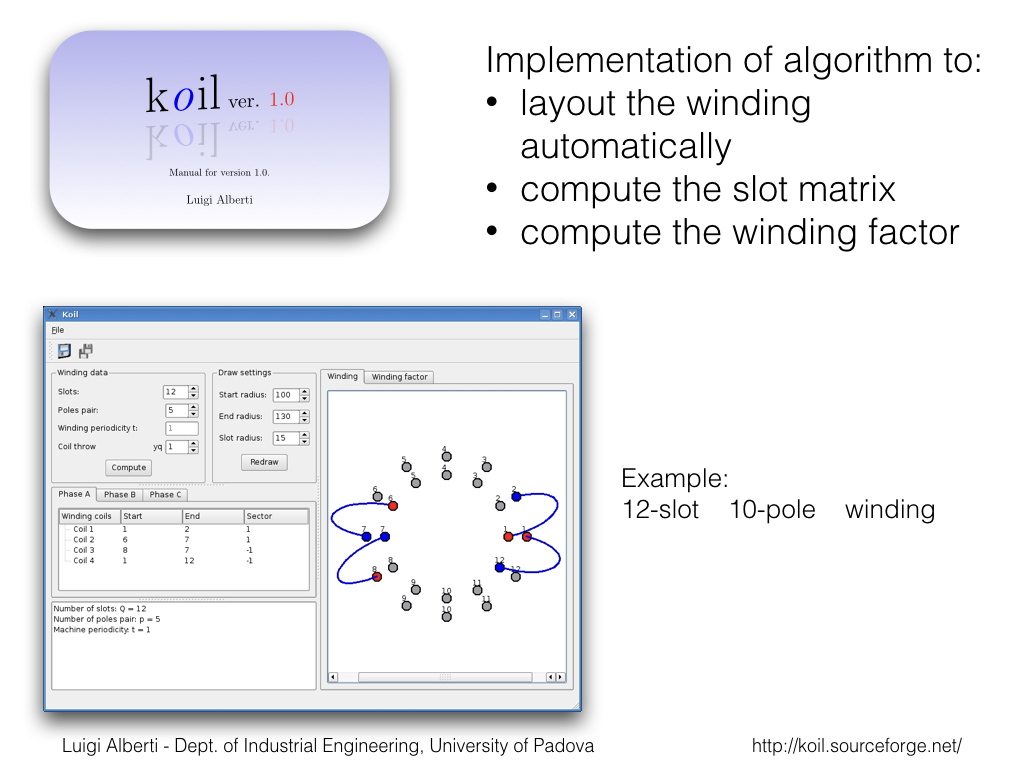 koil ver. 1.0
Manual for version 1.0.
Luigi Alberti
Implementation of algorithm to:
• layout the winding
automatically
• compute the slot matrix
• compute the winding factor
Koil
File
Winding data
Slots: 12
Poles pair: 5
Winding periodicity t: 1
Coil throw yq 1
Compute
Draw settings
Start radius: 100
End radius: 130
Slot radius: 15
Redraw
Phase A Phase B Phase C
Winding coils Start End Sector
Coil 1 1 2 1
Coil 2 6 7 1
Coil 3 8 7 -1
Coil 4 1 12 -1
Number of slots: Q = 12
Number of poles pair: p = 5
Machine periodicity: t = 1
Winding Winding factor
4
5 3
4
5 3
6 2
6 2
7 7 1 1
8 12
8 12
9 11
10
9 11
10
Example:
12-slot 10-pole winding
Luigi Alberti - Dept. of Industrial Engineering, University of Padova
http://koil.sourceforge.net/